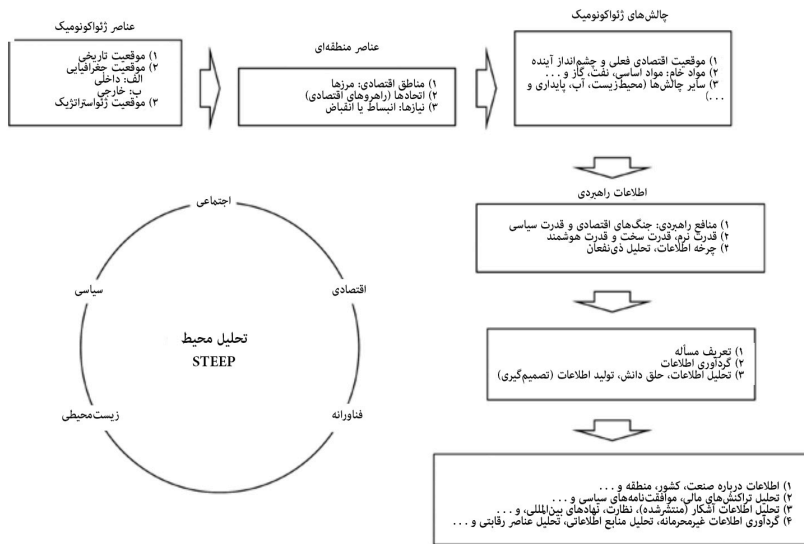 عناصر ژئواکونومیک
۱) موقعیت تاریخی
۲) موقعیت جغرافیایی
الف: داخلی
ب: خارجی
۳) موقعیت ژئواستراتژیک
عناصر منطقه‌ای
۱) مناطق اقتصادی: مرزها
۲) اتحادها (راهروهای اقتصادی)
۳) نیازها: انبساط یا انقباض
چالش‌های ژئواکونومیک
۱) موقعیت اقتصادی فعلی و چشم‌انداز آینده
۲) مواد خام: مواد اساسی، نفت، گاز و . . .
۳) سایر چالش‌ها (محیط‌زیست، آب، پایداری و
. . .)
اطلاعات راهبردی
۱) منافع راهبردی: جنگ‌های اقتصادی و قدرت سیاسی
۲) قدرت نرم، قدرت سخت و قدرت هوشمند
۲) چرخه اطلاعات، تحلیل ذی‌نفعان
۱) تعریف مسأله
۲) گردآوری اطلاعات
۳) تحلیل اطلاعات، خلق دانش، تولید اطلاعات (تصمیم‌گیری)
۱) اطلاعات درباره صنعت، کشور، منطقه و . . .
۲) تحلیل تراکنش‌های مالی، موافقت‌نامه‌های سیاسی و . . .
۳) تحلیل اطلاعات آشکار (منتشرشده)، نظارت، نهادهای بین‌المللی، و . . .
۴) گردآوری اطلاعات غیرمحرمانه، تحلیل منابع اطلاعاتی، تحلیل عناصر رقابتی و . . .
اجتماعی
اقتصادی
سیاسی
تحلیل محیط
STEEP
فناورانه
زیست‌محیطی